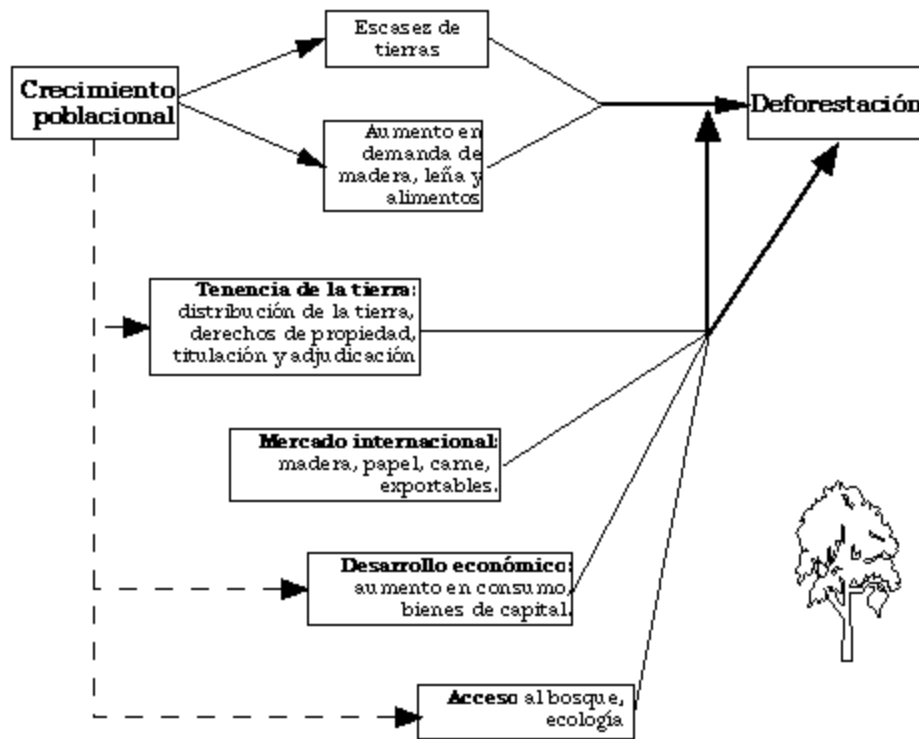 Escasez de
tierras
Crecimiento
poblacional
Deforestación
Aumento en
demanda de
madera, leña y
alimentos
Tenencia de la tierra:
distribución de la tierra,
derechos de propiedad,
titulación y adjudicación
Mercado internacional:
madera, papel, carne,
exportables.
Desarrollo económico:
aumento en consumo,
bienes de capital.
Acceso al bosque,
ecología